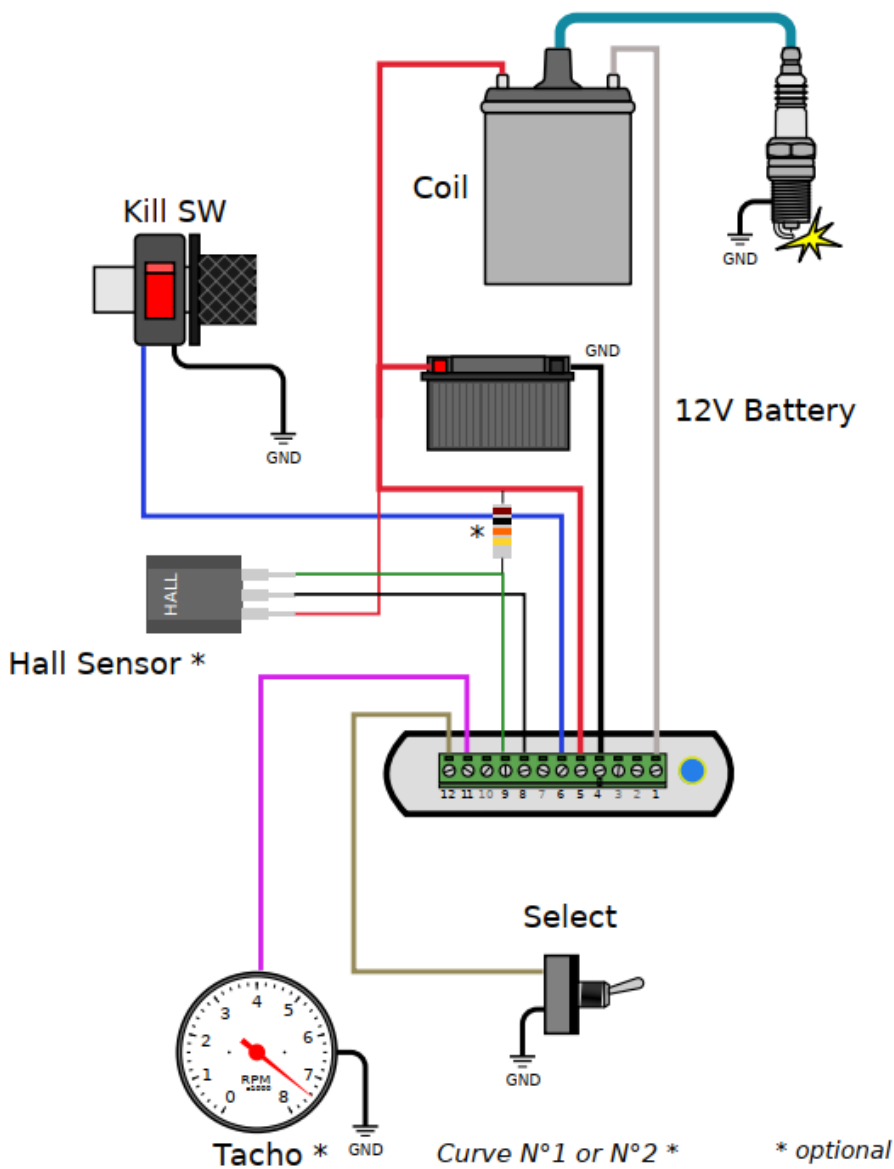 Coil
Kill SW
GND
GND
12V Battery
GND
*
HALL
Hall Sensor *
12 11 10 9 8 7 6 5 4 3 2 1
Select
0 1 2 3 4 5 6 7 8
RPM
x1000
GND
Tacho *
GND
Curve N°1 or N°2 *
* optional